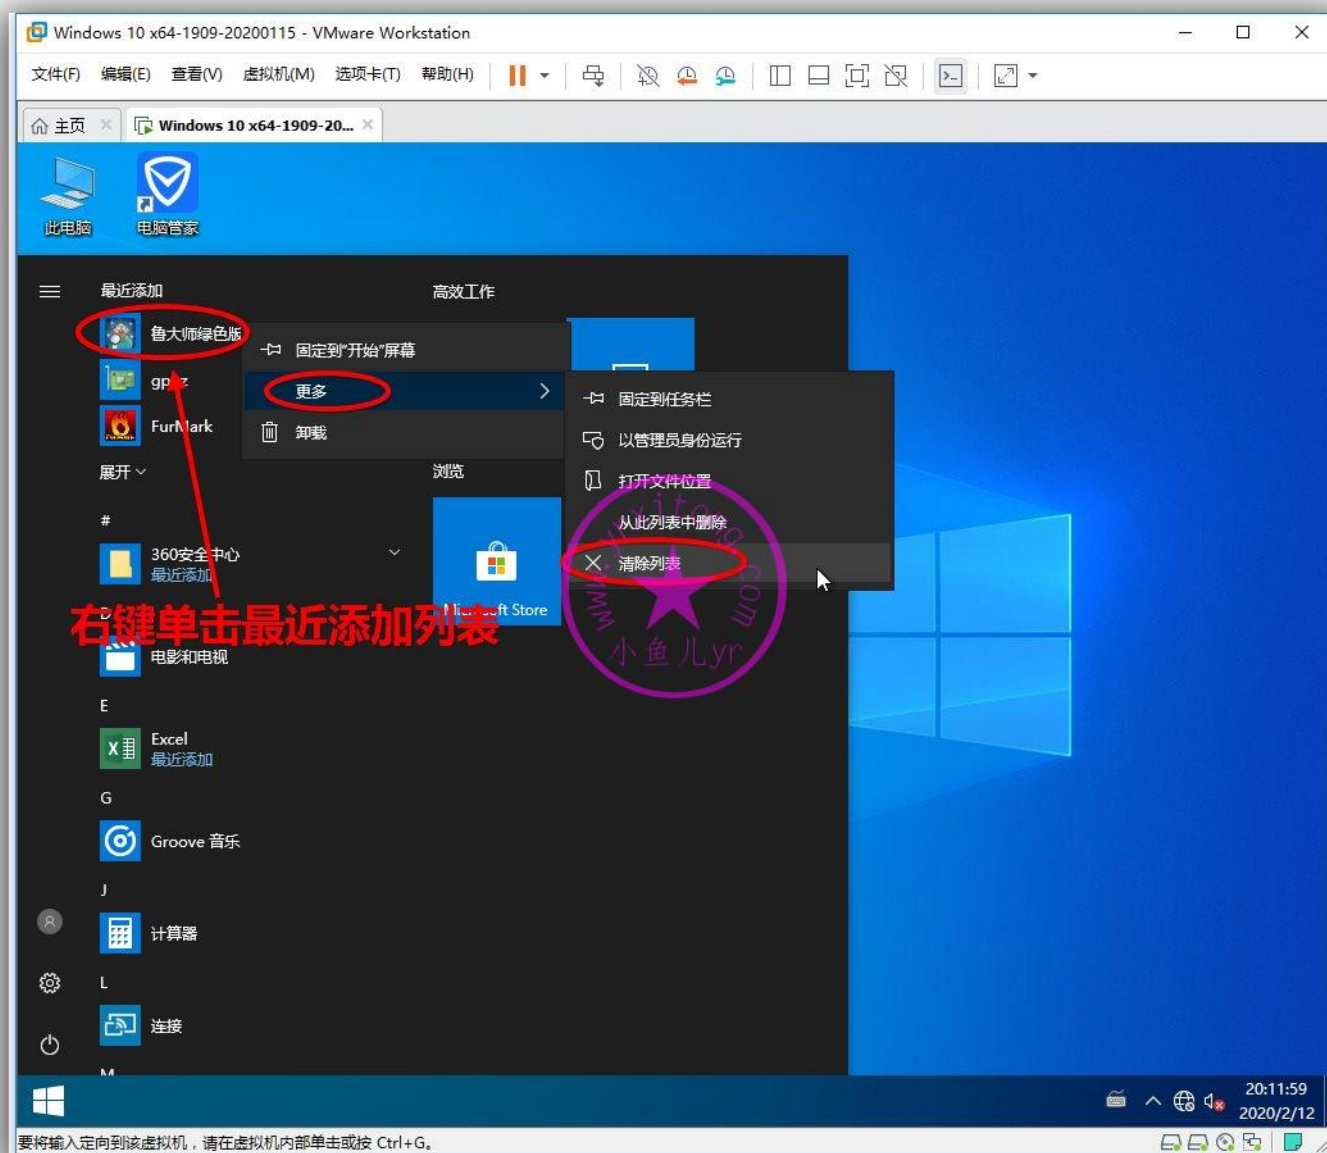 Windows 10 x64-1909-20200115 - VMware Workstation
文件(F) 编辑(E) 查看(V) 虚拟机(M) 选项卡(T) 帮助(H)
主页 Windows 10 x64-1909-20...
此电脑 电脑管家
最近添加 高效工作
鲁大师绿色版
固定到"开始"屏幕
更多
固定到任务栏
FurMark
卸载
以管理员身份运行
展开 浏览
打开文件位置
从此列表中删除
#
360安全中心
最近添加
清除列表
www.yrxitong.com
小鱼儿yr
Microsoft Store
右键单击最近添加列表
D
电影和电视
E
Excel
最近添加
G
Groove 音乐
J
计算器
L
连接
M
20:11:59
2020/2/12
要将输入定向到该虚拟机，请在虚拟机内部单击或按 Ctrl+G。